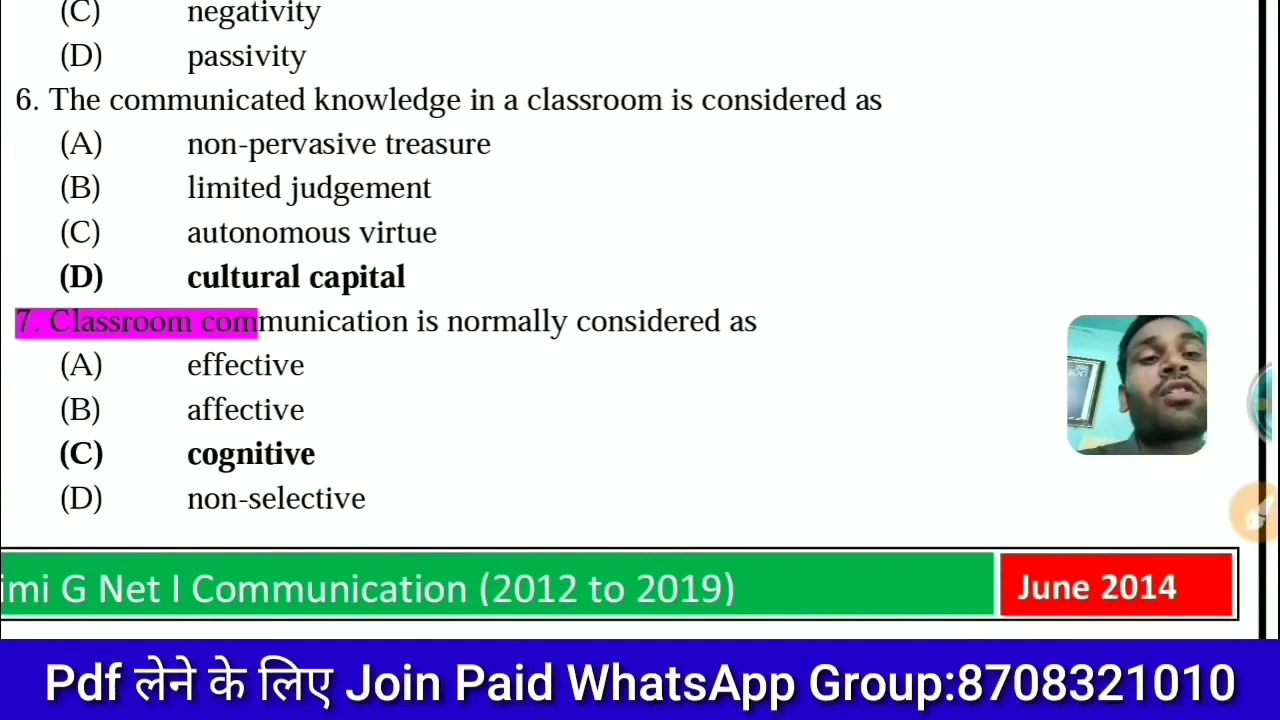 (C) negativity
(D) passivity
6. The communicated knowledge in a classroom is considered as
(A) non-pervasive treasure
(B) limited judgement
(C) autonomous virtue
(D) cultural capital
7. Classroom communication is normally considered as
(A) effective
(B) affective
(C) cognitive
(D) non-selective
imi G Net I Communication (2012 to 2019) June 2014
Pdf लेने के लिए Join Paid WhatsApp Group:8708321010